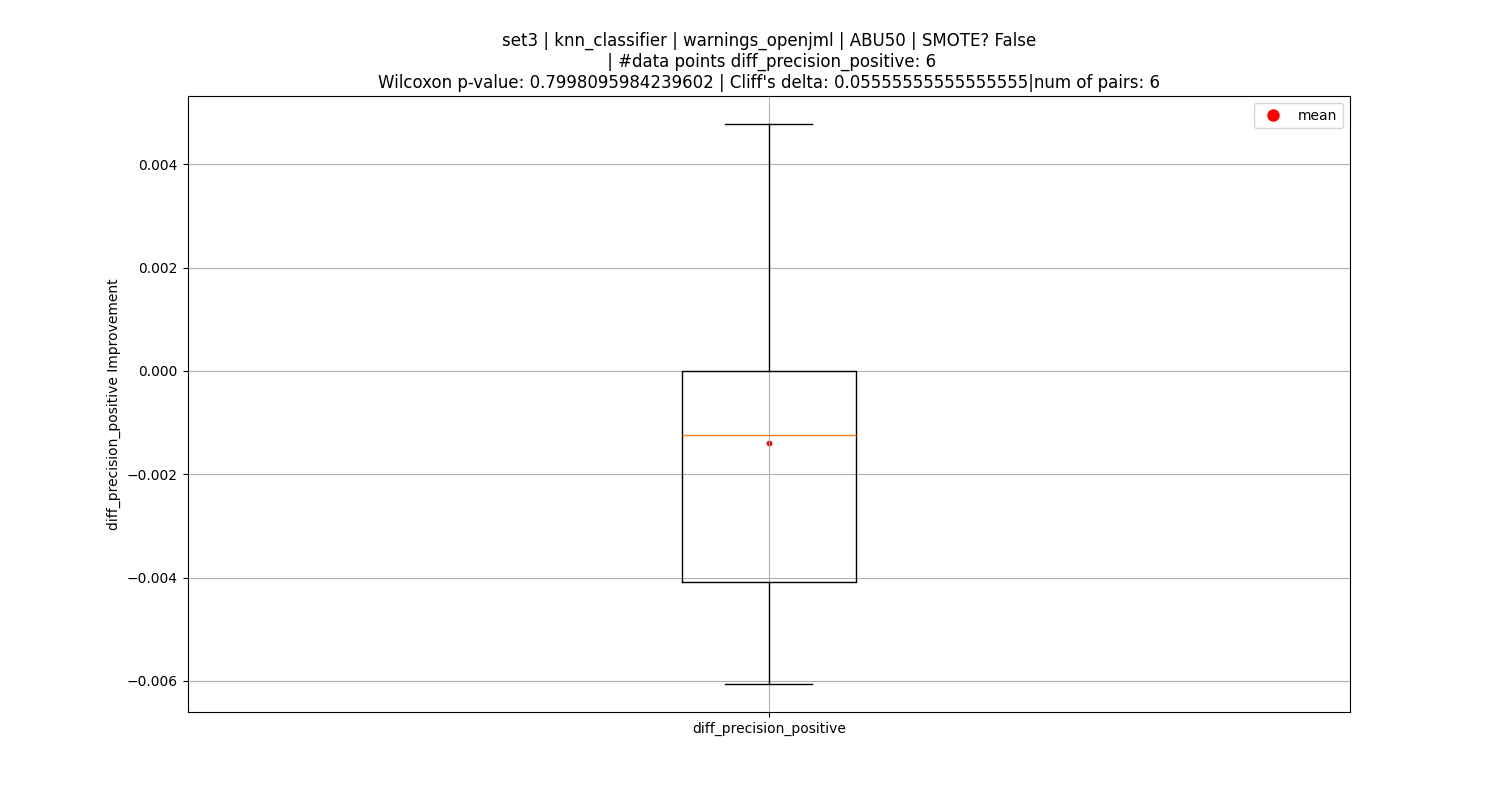 set3 | knn_classifier | warnings_openjml | ABU50 | SMOTE? False
| #data points diff_precision_positive: 6
Wilcoxon p-value: 0.7998095984239602 | Cliff's delta: 0.05555555555555555|num of pairs: 6
mean
0.004
0.002
0.000
−0.002
−0.004
−0.006
diff_precision_positive Improvement
diff_precision_positive